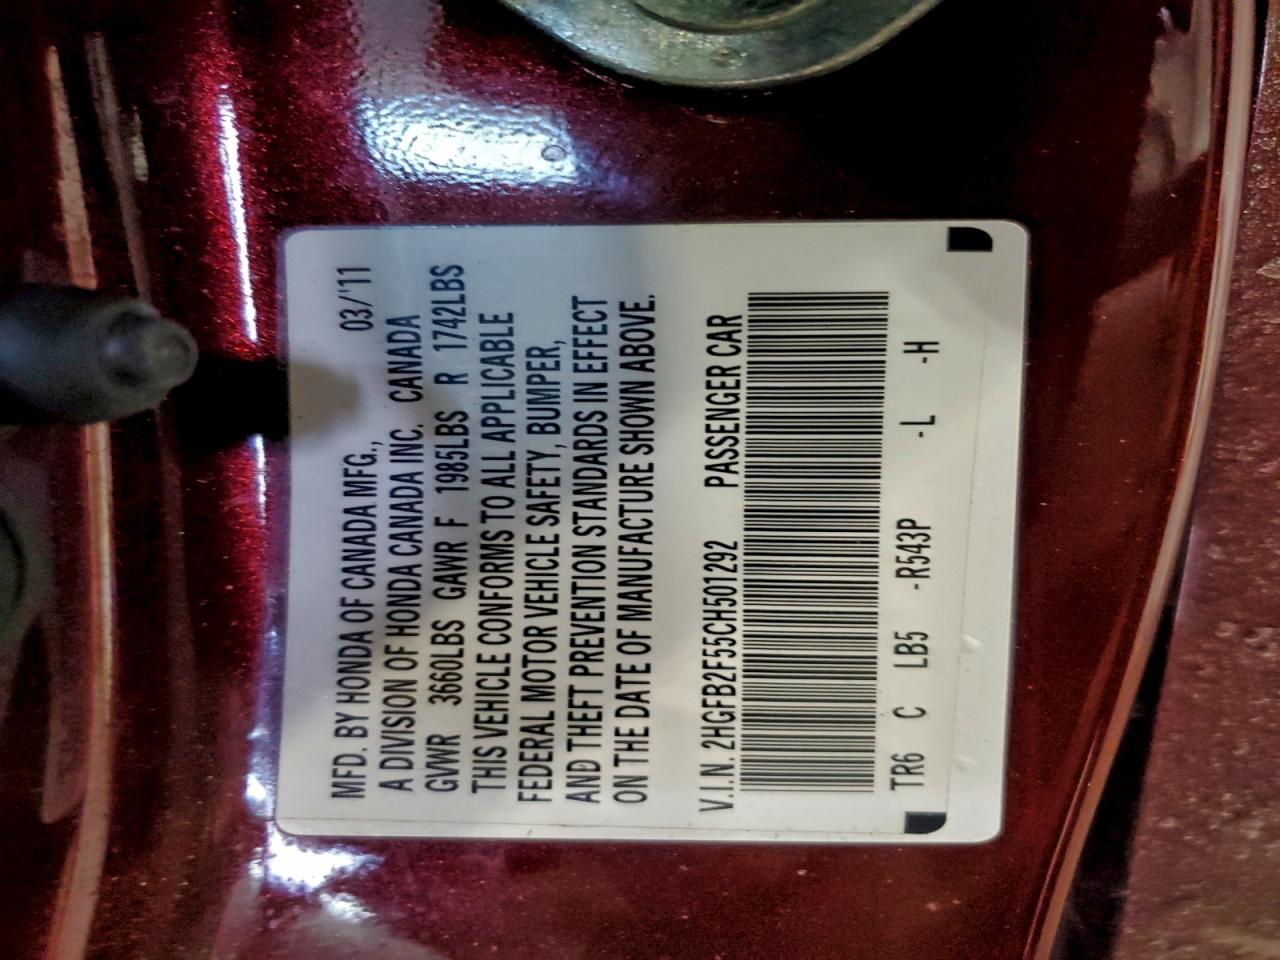 MFD. BY HONDA OF CANADA MFG., 03/'11
A DIVISION OF HONDA CANADA INC. CANADA
GVWR 3660LBS GAWR F 1985LBS R 1742LBS
THIS VEHICLE CONFORMS TO ALL APPLICABLE
FEDERAL MOTOR VEHICLE SAFETY, BUMPER,
AND THEFT PREVENTION STANDARDS IN EFFECT
ON THE DATE OF MANUFACTURE SHOWN ABOVE.
V.I.N. 2HGFB2F55CH501292 PASSENGER CAR
TR6 C LB5 -R543P -L -H